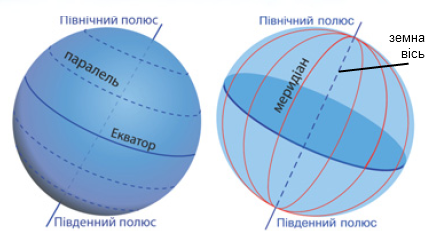 Північний полюс
паралель
Екватор
Південний полюс
Північний полюс
земна
вісь
меридіан
Південний полюс